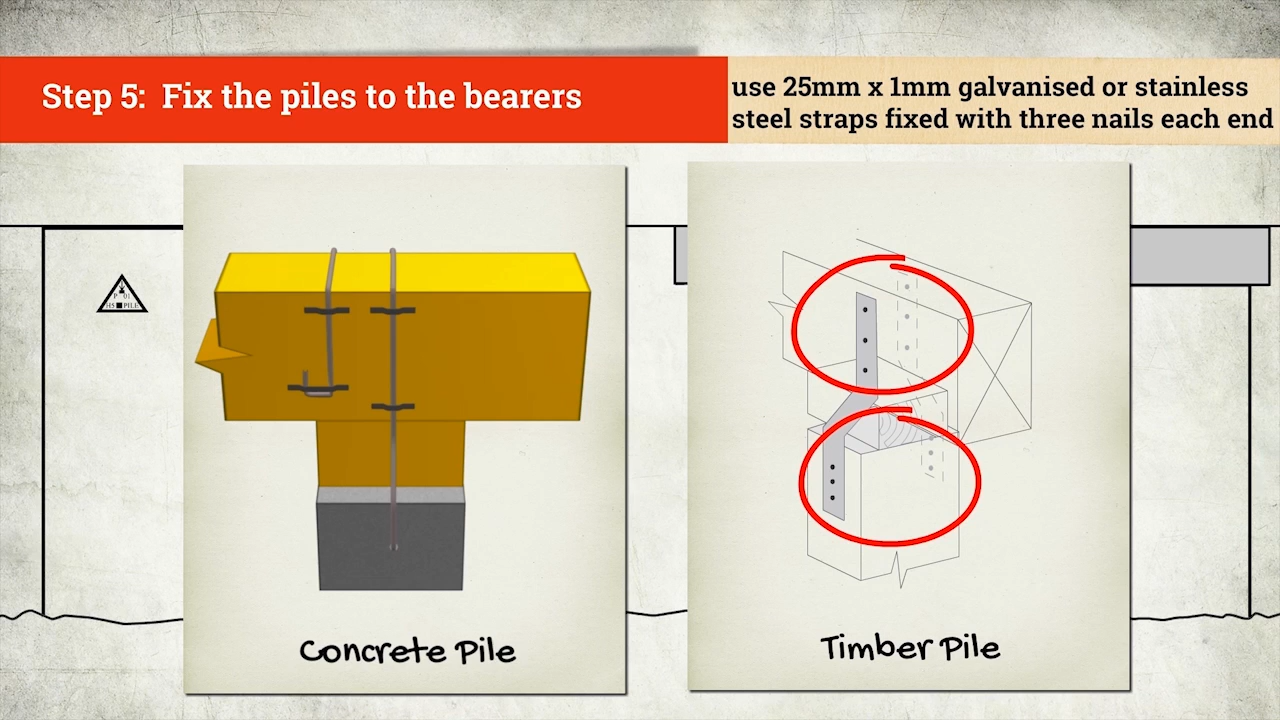 Step 5: Fix the piles to the bearers
use 25mm x 1mm galvanised or stainless
steel straps fixed with three nails each end
Concrete Pile
Timber Pile